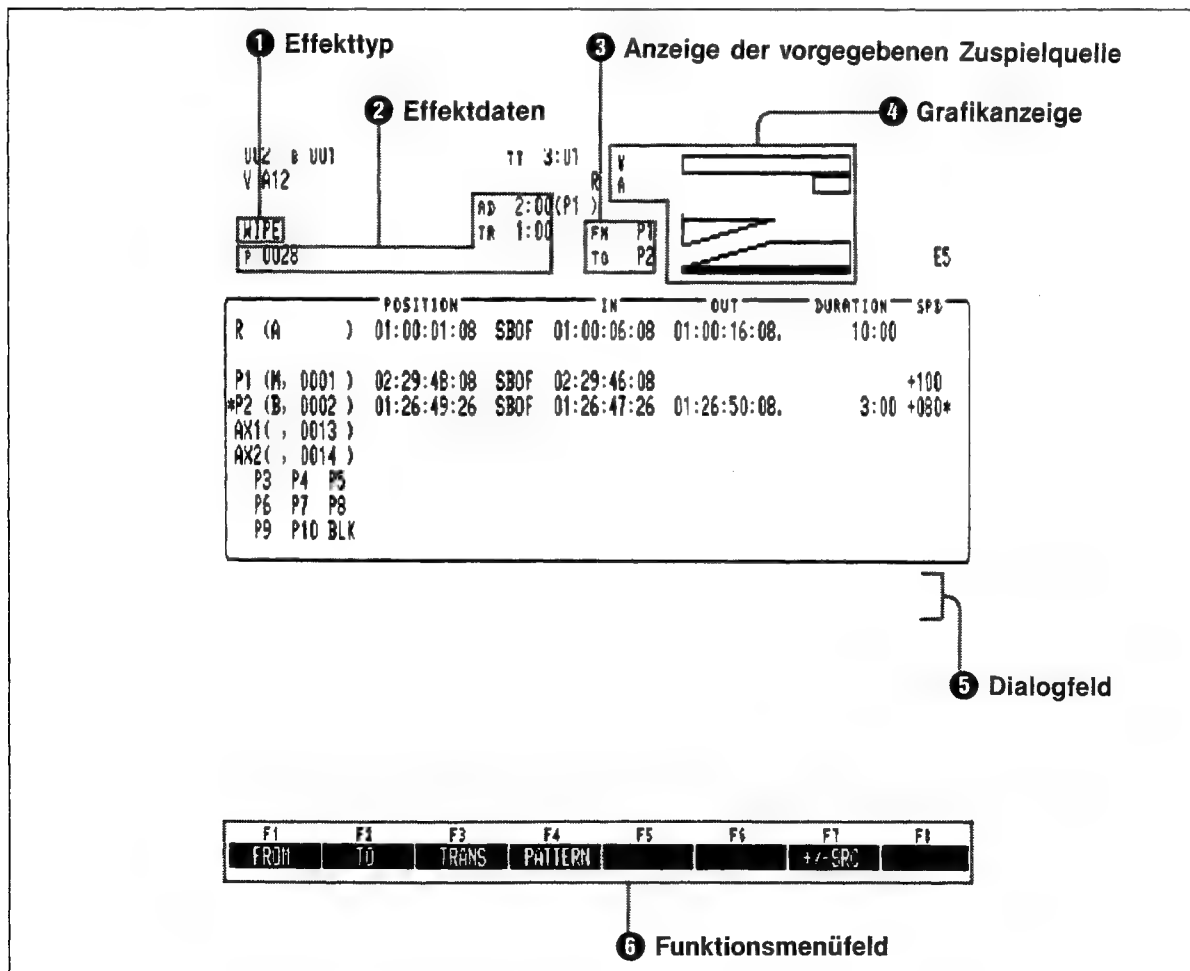 ❶ Effekttyp
❸ Anzeige der vorgegebenen Zuspielquelle
❷ Effektdaten
❹ Grafikanzeige
UU2 B UU1 TT 3:01 V
V A12 R A
AD 2:00(P1 )
WIPE TR 1:00 FM P1
P 0028 TO P2 E5
POSITION IN OUT DURATION SPD
R (A ) 01:00:01:08 SBOF 01:00:06:08 01:00:16:08. 10:00
P1 (M, 0001 ) 02:29:48:08 SBOF 02:29:46:08 +100
*P2 (B, 0002 ) 01:26:49:26 SBOF 01:26:47:26 01:26:50:08. 3:00 +080*
AX1( , 0013 )
AX2( , 0014 )
P3 P4 P5
P6 P7 P8
P9 P10 BLK
❺ Dialogfeld
F1 F2 F3 F4 F5 F6 F7 F8
FROM TO TRANS PATTERN +/-SRC
❻ Funktionsmenüfeld